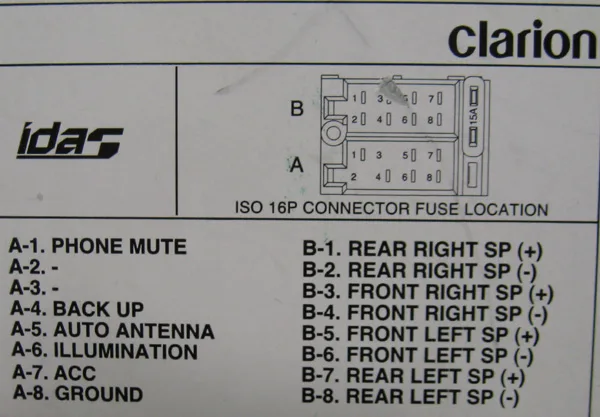 Clarion
idas
B
1 3 5 7
2 4 6 8
15A
A
1 3 5 7
2 4 6 8
ISO 16P CONNECTOR FUSE LOCATION
A-1. PHONE MUTE
A-2. -
A-3. -
A-4. BACK UP
A-5. AUTO ANTENNA
A-6. ILLUMINATION
A-7. ACC
A-8. GROUND
B-1. REAR RIGHT SP (+)
B-2. REAR RIGHT SP (-)
B-3. FRONT RIGHT SP (+)
B-4. FRONT RIGHT SP (-)
B-5. FRONT LEFT SP (+)
B-6. FRONT LEFT SP (-)
B-7. REAR LEFT SP (+)
B-8. REAR LEFT SP (-)